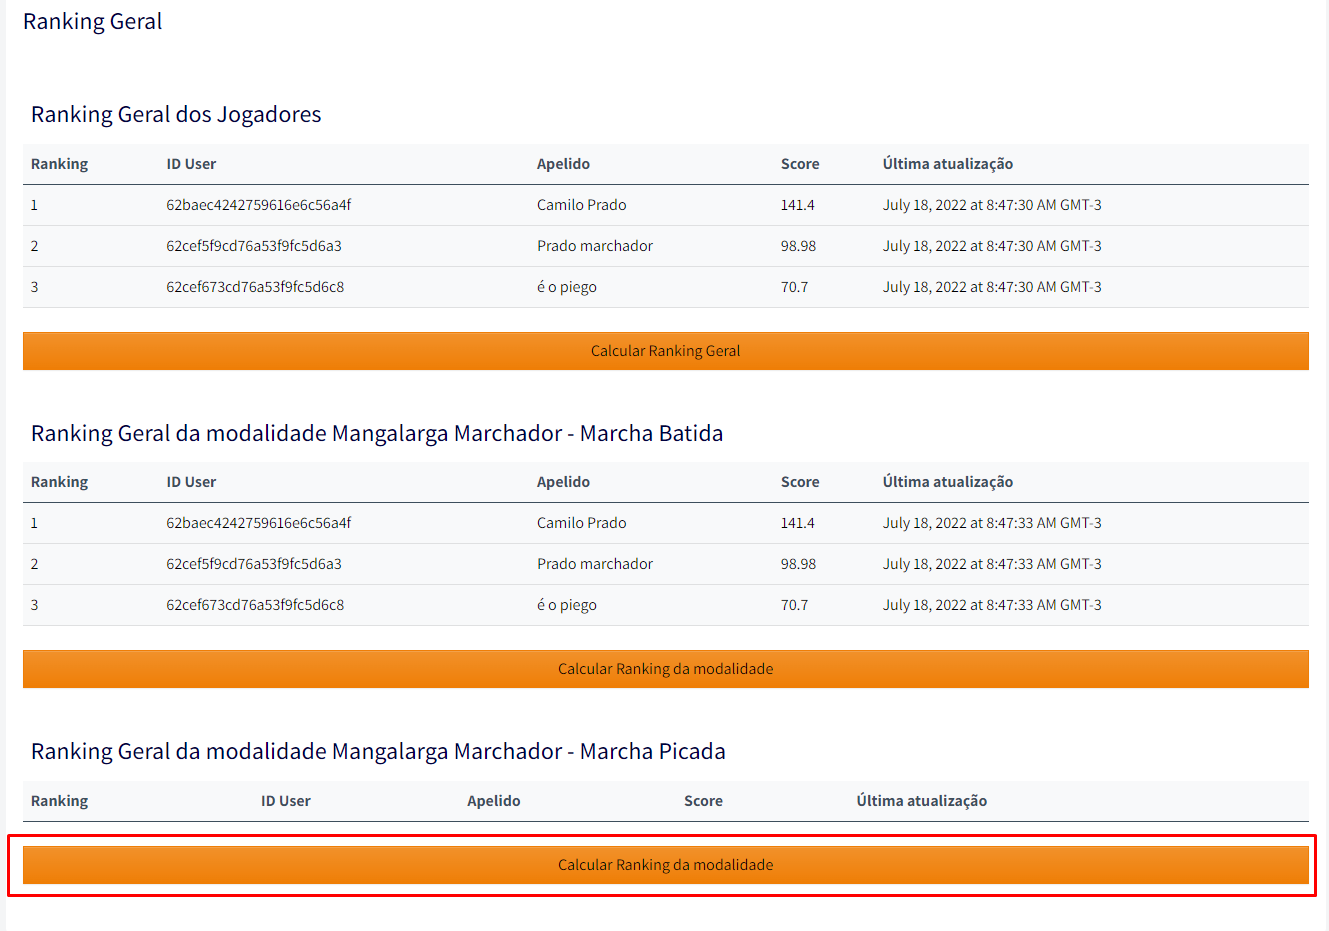 Ranking Geral
Ranking Geral dos Jogadores
Ranking ID User Apelido Score Última atualização
1 62baec4242759616e6c56a4f Camilo Prado 141.4 July 18, 2022 at 8:47:30 AM GMT-3
2 62cef5f9cd76a53f9fc5d6a3 Prado marchador 98.98 July 18, 2022 at 8:47:30 AM GMT-3
3 62cef673cd76a53f9fc5d6c8 é o piego 70.7 July 18, 2022 at 8:47:30 AM GMT-3
Calcular Ranking Geral
Ranking Geral da modalidade Mangalarga Marchador - Marcha Batida
Ranking ID User Apelido Score Última atualização
1 62baec4242759616e6c56a4f Camilo Prado 141.4 July 18, 2022 at 8:47:33 AM GMT-3
2 62cef5f9cd76a53f9fc5d6a3 Prado marchador 98.98 July 18, 2022 at 8:47:33 AM GMT-3
3 62cef673cd76a53f9fc5d6c8 é o piego 70.7 July 18, 2022 at 8:47:33 AM GMT-3
Calcular Ranking da modalidade
Ranking Geral da modalidade Mangalarga Marchador - Marcha Picada
Ranking ID User Apelido Score Última atualização
Calcular Ranking da modalidade